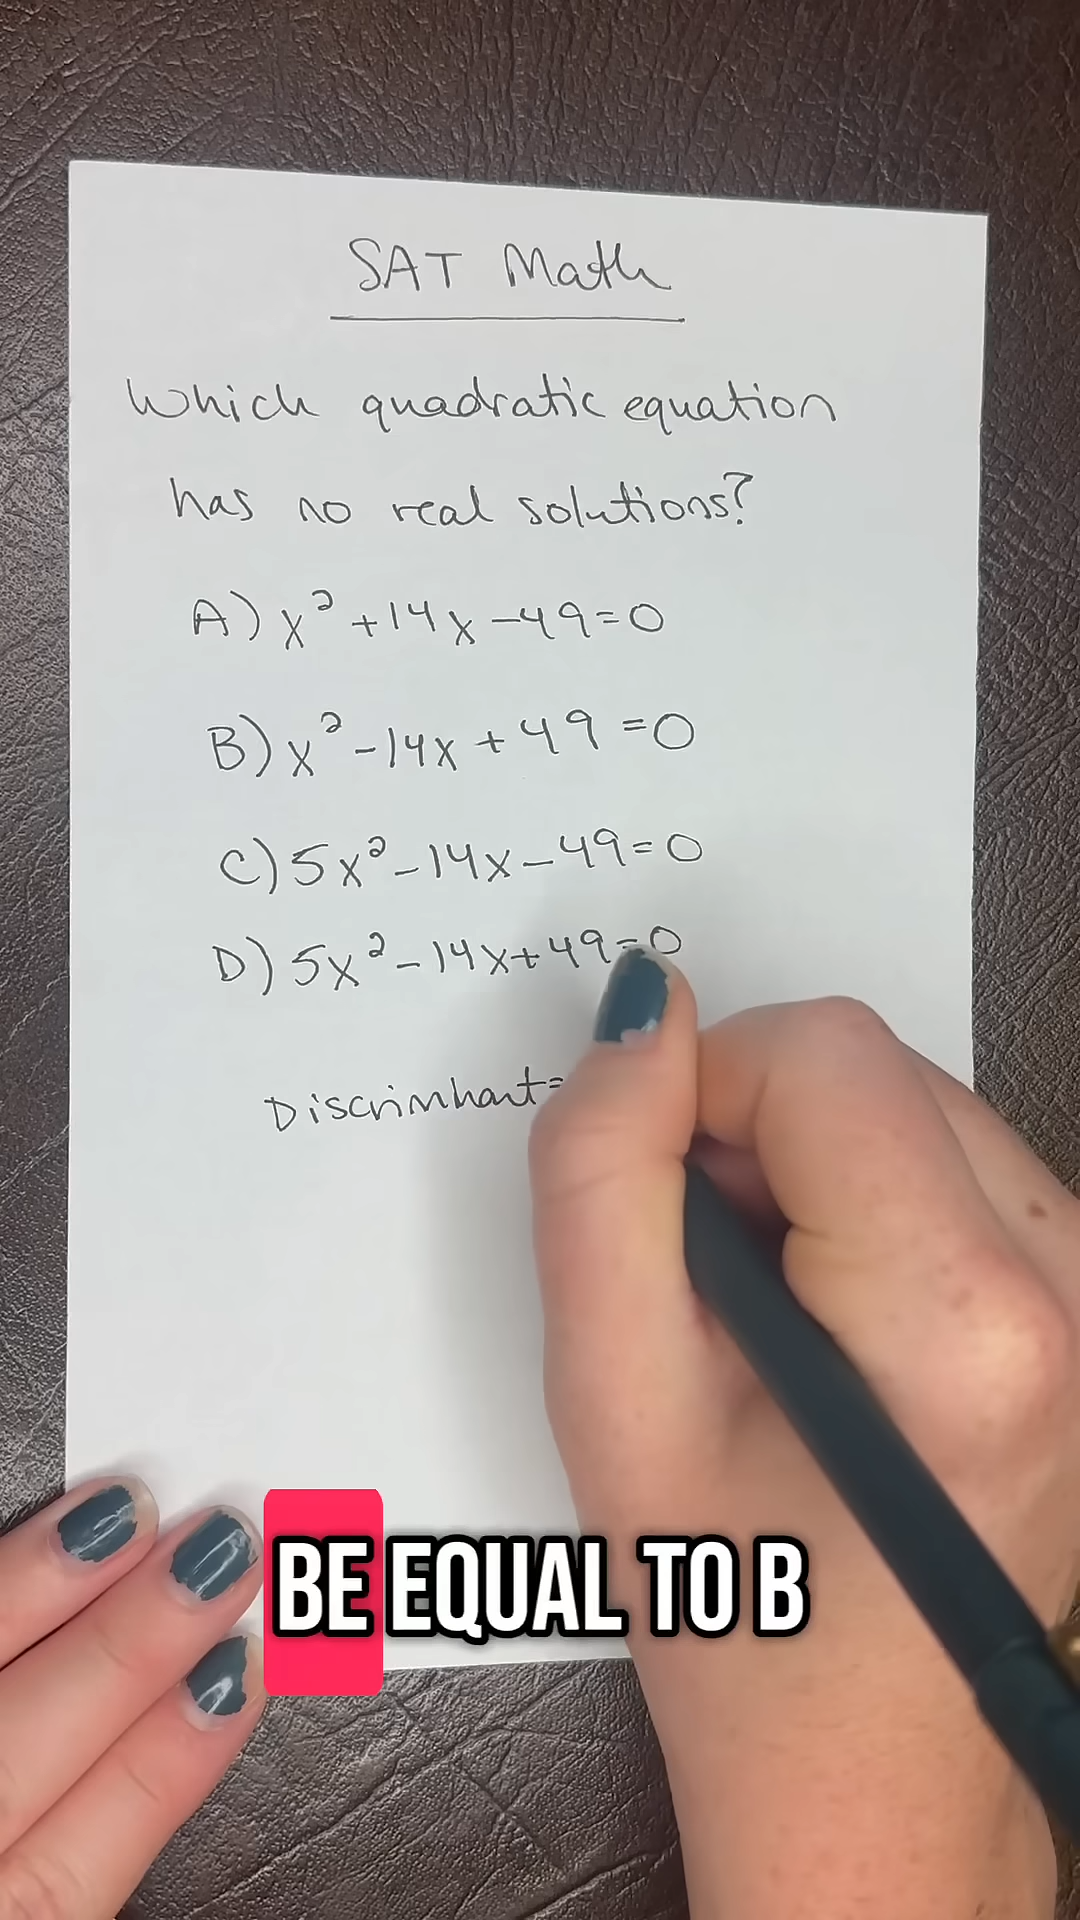 SAT Math
Which quadratic equation
has no real solutions?
A) x² + 14x - 49 = 0
B) x² - 14x + 49 = 0
C) 5x² - 14x - 49 = 0
D) 5x² - 14x + 49 = 0
Discriminant =
BE EQUAL TO B